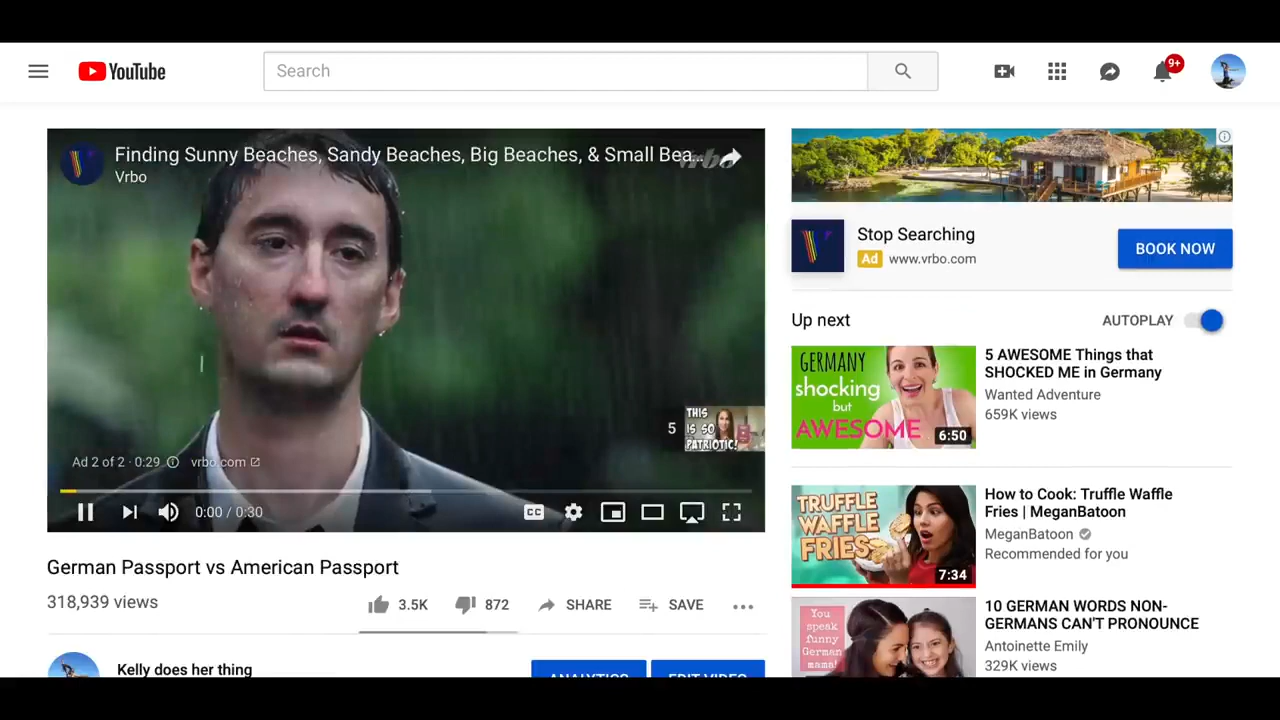 YouTube
Search
9+
Finding Sunny Beaches, Sandy Beaches, Big Beaches, & Small Bea...
Vrbo
vrbo
5
THIS
IS SO
PATRIOTIC!
Ad 2 of 2 · 0:29
vrbo.com
0:00 / 0:30
CC
German Passport vs American Passport
318,939 views
3.5K
872
SHARE
SAVE
Kelly does her thing
ANALYTICS
EDIT VIDEO
Stop Searching
Ad www.vrbo.com
BOOK NOW
Up next
AUTOPLAY
GERMANY
shocking
but
AWESOME
6:50
5 AWESOME Things that
SHOCKED ME in Germany
Wanted Adventure
659K views
TRUFFLE
WAFFLE
FRIES
7:34
How to Cook: Truffle Waffle
Fries | MeganBatoon
MeganBatoon
Recommended for you
You
speak
funny
German
mama!
10 GERMAN WORDS NON-
GERMANS CAN'T PRONOUNCE
Antoinette Emily
329K views